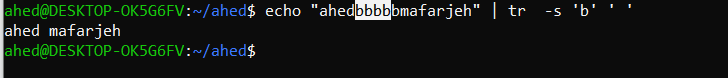 ahed@DESKTOP-OK5G6FV:~/ahed$ echo "ahedbbbbbmafarjeh" | tr  -s 'b' ' '
ahed mafarjeh
ahed@DESKTOP-OK5G6FV:~/ahed$